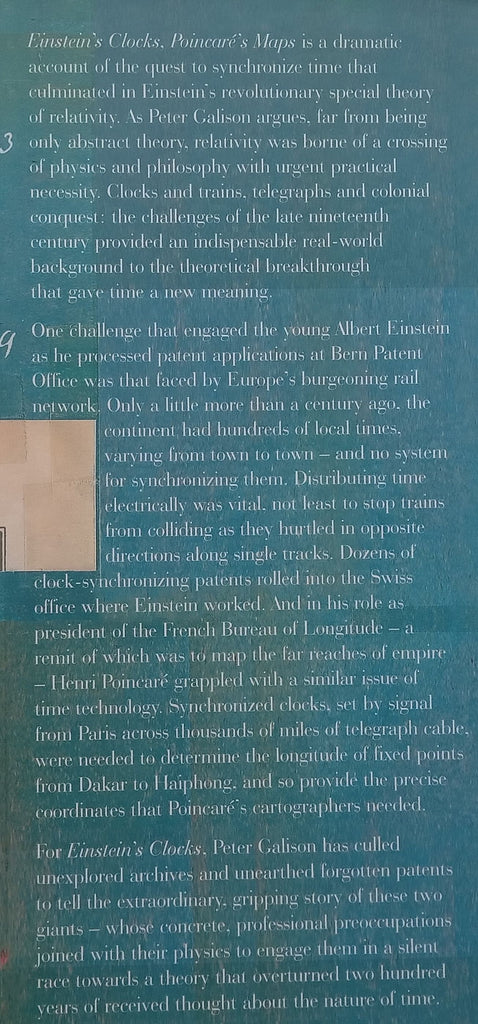 Einstein's Clocks, Poincaré's Maps is a dramatic
account of the quest to synchronize time that
culminated in Einstein's revolutionary special theory
of relativity. As Peter Galison argues, far from being
3
only abstract theory, relativity was borne of a crossing
of physics and philosophy with urgent practical
necessity. Clocks and trains, telegraphs and colonial
conquest: the challenges of the late nineteenth
century provided an indispensable real-world
background to the theoretical breakthrough
that gave time a new meaning.
One challenge that engaged the young Albert Einstein
9
as he processed patent applications at Bern Patent
Office was that faced by Europe's burgeoning rail
network. Only a little more than a century ago, the
continent had hundreds of local times,
varying from town to town – and no system
for synchronizing them. Distributing time
electrically was vital, not least to stop trains
from colliding as they hurtled in opposite
directions along single tracks. Dozens of
clock-synchronizing patents rolled into the Swiss
office where Einstein worked. And in his role as
president of the French Bureau of Longitude – a
remit of which was to map the far reaches of empire
– Henri Poincaré grappled with a similar issue of
time technology. Synchronized clocks, set by signal
from Paris across thousands of miles of telegraph cable,
were needed to determine the longitude of fixed points
from Dakar to Haiphong, and so provide the precise
coordinates that Poincaré's cartographers needed.
For Einstein's Clocks, Peter Galison has culled
unexplored archives and unearthed forgotten patents
to tell the extraordinary, gripping story of these two
giants – whose concrete, professional preoccupations
joined with their physics to engage them in a silent
race towards a theory that overturned two hundred
years of received thought about the nature of time.